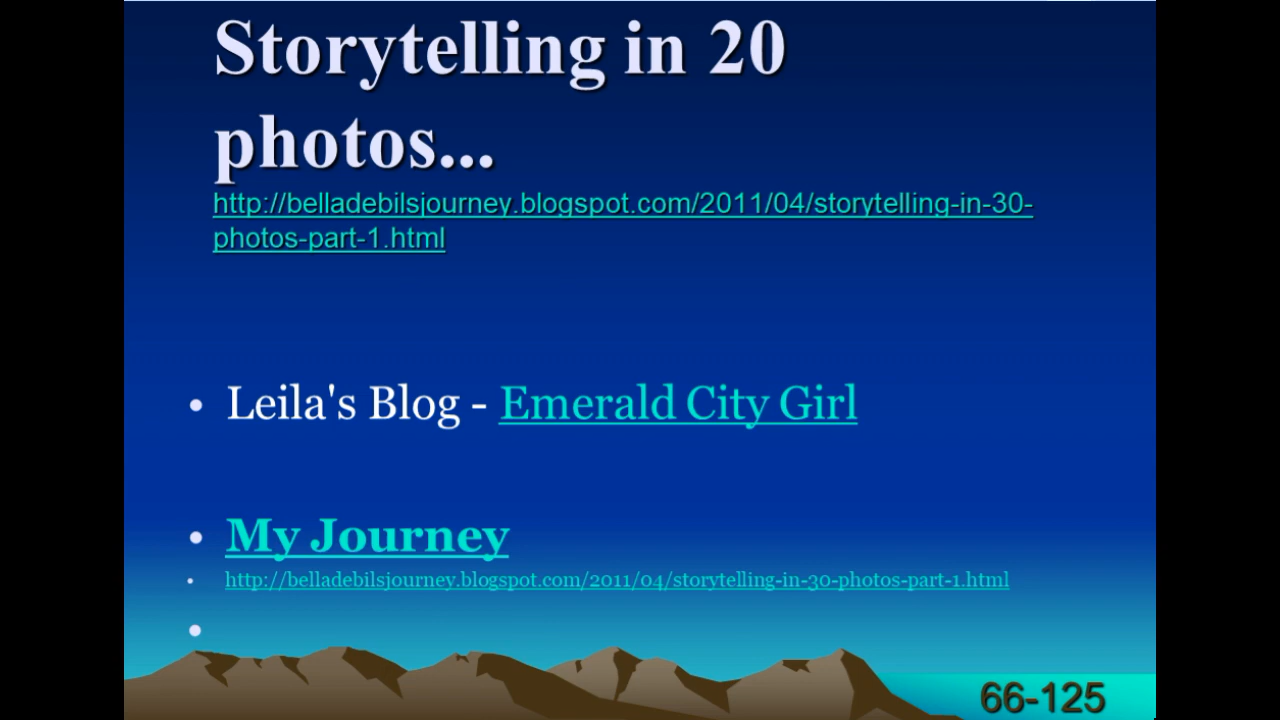 Storytelling in 20
photos...
http://belladebilsjourney.blogspot.com/2011/04/storytelling-in-30-
photos-part-1.html
• Leila's Blog - Emerald City Girl
• My Journey
• http://belladebilsjourney.blogspot.com/2011/04/storytelling-in-30-photos-part-1.html
•
66-125